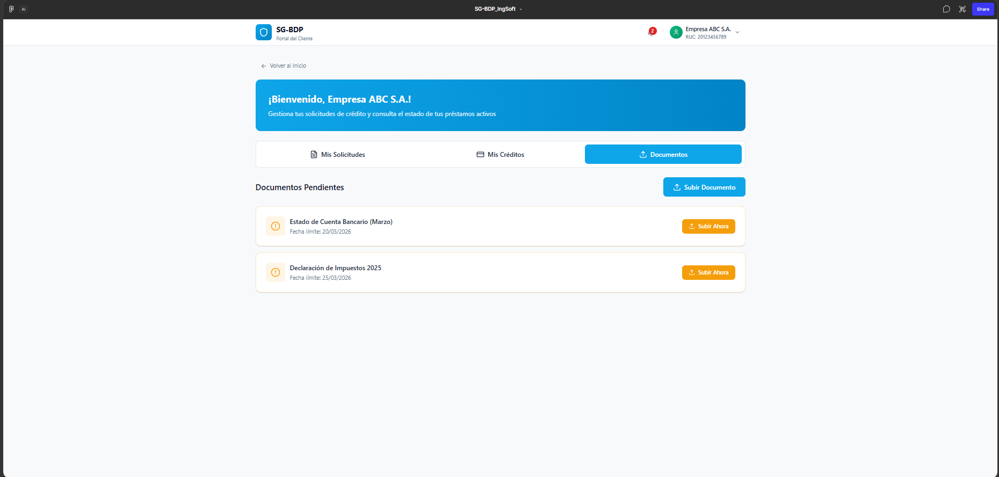 AI
SG-BDP_IngSoft
Share
SG-BDP
Portal del Cliente
2
Empresa ABC S.A.
RUC: 20123456789
Volver al Inicio
¡Bienvenido, Empresa ABC S.A.!
Gestiona tus solicitudes de crédito y consulta el estado de tus préstamos activos
Mis Solicitudes
Mis Créditos
Documentos
Documentos Pendientes
Subir Documento
Estado de Cuenta Bancario (Marzo)
Fecha límite: 20/03/2026
Subir Ahora
Declaración de Impuestos 2025
Fecha límite: 25/03/2026
Subir Ahora